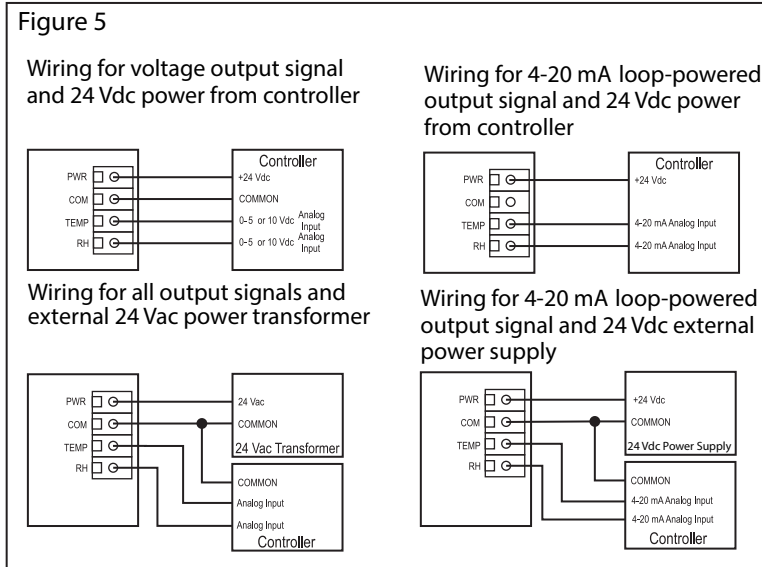 Figure 5
Wiring for voltage output signal
and 24 Vdc power from controller
Controller
PWR
+24 Vdc
COM
COMMON
TEMP
0-5 or 10 Vdc Analog
Input
RH
0-5 or 10 Vdc Analog
Input
Wiring for 4-20 mA loop-powered
output signal and 24 Vdc power
from controller
Controller
PWR
+24 Vdc
COM
TEMP
4-20 mA Analog Input
RH
4-20 mA Analog Input
Wiring for all output signals and
external 24 Vac power transformer
PWR
24 Vac
COM
COMMON
TEMP
24 Vac Transformer
RH
COMMON
Analog Input
Analog Input
Controller
Wiring for 4-20 mA loop-powered
output signal and 24 Vdc external
power supply
PWR
+24 Vdc
COM
COMMON
TEMP
24 Vdc Power Supply
RH
COMMON
4-20 mA Analog Input
4-20 mA Analog Input
Controller